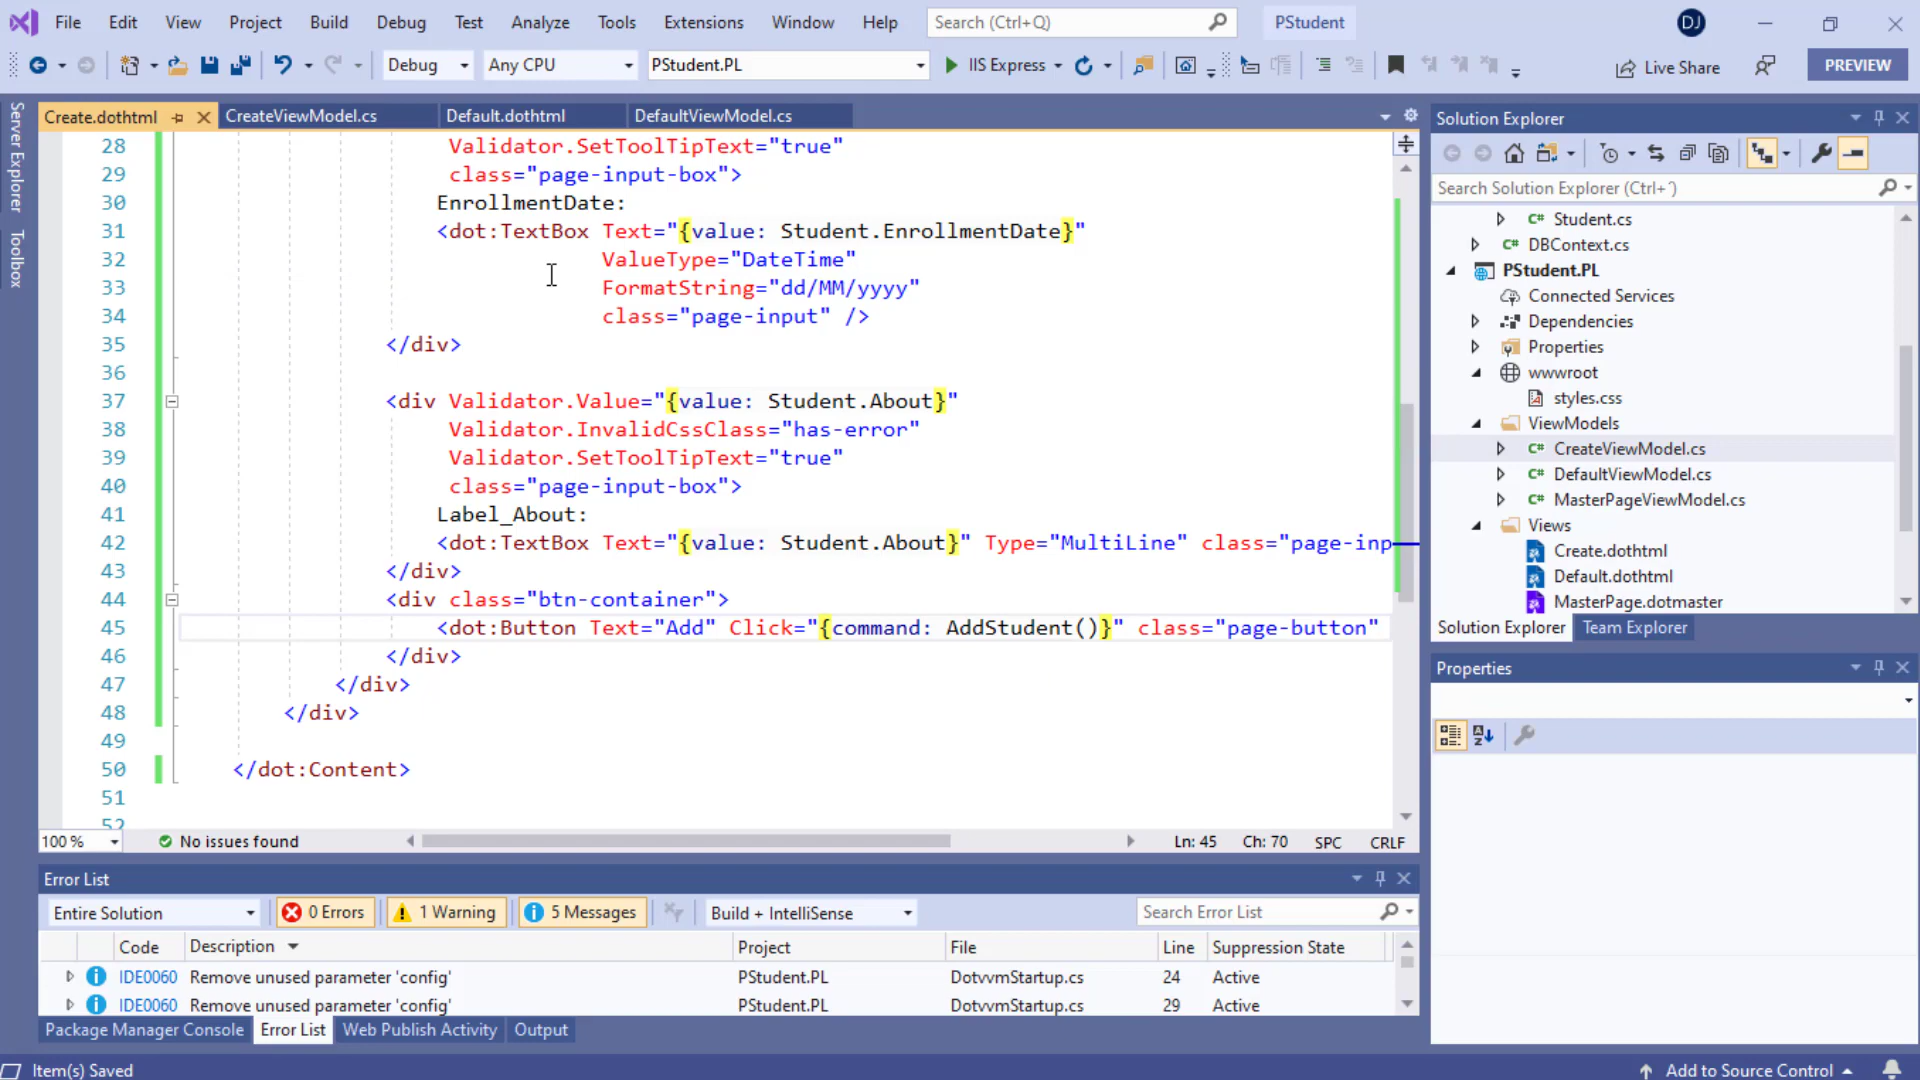 File Edit View Project Build Debug Test Analyze Tools Extensions Window Help Search (Ctrl+Q) PStudent DJ
Debug Any CPU PStudent.PL IIS Express Live Share PREVIEW
Server Explorer
Toolbox
Create.dothtml CreateViewModel.cs Default.dothtml DefaultViewModel.cs
28 Validator.SetToolTipText="true"
29 class="page-input-box">
30 EnrollmentDate:
31 <dot:TextBox Text="{value: Student.EnrollmentDate}"
32 ValueType="DateTime"
33 FormatString="dd/MM/yyyy"
34 class="page-input" />
35 </div>
36
37 <div Validator.Value="{value: Student.About}"
38 Validator.InvalidCssClass="has-error"
39 Validator.SetToolTipText="true"
40 class="page-input-box">
41 Label_About:
42 <dot:TextBox Text="{value: Student.About}" Type="MultiLine" class="page-inp
43 </div>
44 <div class="btn-container">
45 <dot:Button Text="Add" Click="{command: AddStudent()}" class="page-button"
46 </div>
47 </div>
48 </div>
49
50 </dot:Content>
51
52
100 % No issues found Ln: 45 Ch: 70 SPC CRLF
Error List
Entire Solution 0 Errors 1 Warning 5 Messages Build + IntelliSense Search Error List
Code Description Project File Line Suppression State
IDE0060 Remove unused parameter 'config' PStudent.PL DotvvmStartup.cs 24 Active
IDE0060 Remove unused parameter 'config' PStudent.PL DotvvmStartup.cs 29 Active
Package Manager Console Error List Web Publish Activity Output
Solution Explorer
Search Solution Explorer (Ctrl+´)
C# Student.cs
C# DBContext.cs
PStudent.PL
Connected Services
Dependencies
Properties
wwwroot
styles.css
ViewModels
C# CreateViewModel.cs
C# DefaultViewModel.cs
C# MasterPageViewModel.cs
Views
Create.dothtml
Default.dothtml
MasterPage.dotmaster
Solution Explorer Team Explorer
Properties
Item(s) Saved Add to Source Control